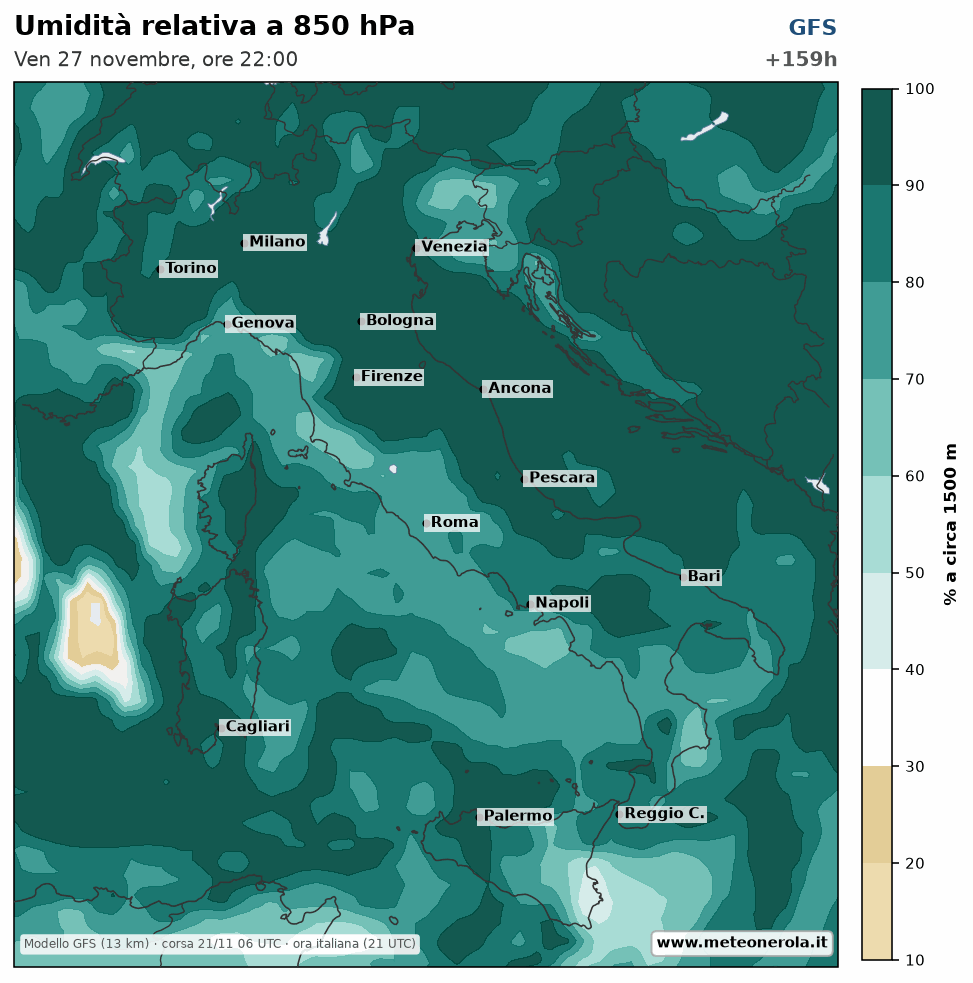 Umidità relativa a 850 hPa
GFS
Ven 27 novembre, ore 22:00
+159h
100
90
80
70
60
50
40
30
20
10
% a circa 1500 m
Milano
Venezia
Torino
Genova
Bologna
Firenze
Ancona
Pescara
Roma
Bari
Napoli
Cagliari
Palermo
Reggio C.
Modello GFS (13 km) · corsa 21/11 06 UTC · ora italiana (21 UTC)
www.meteonerola.it